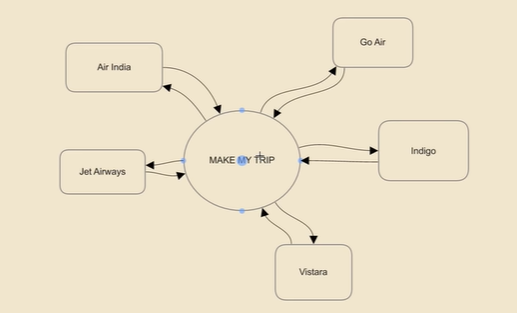 Go Air
Air India
Indigo
MAKE MY TRIP
Jet Airways
Vistara